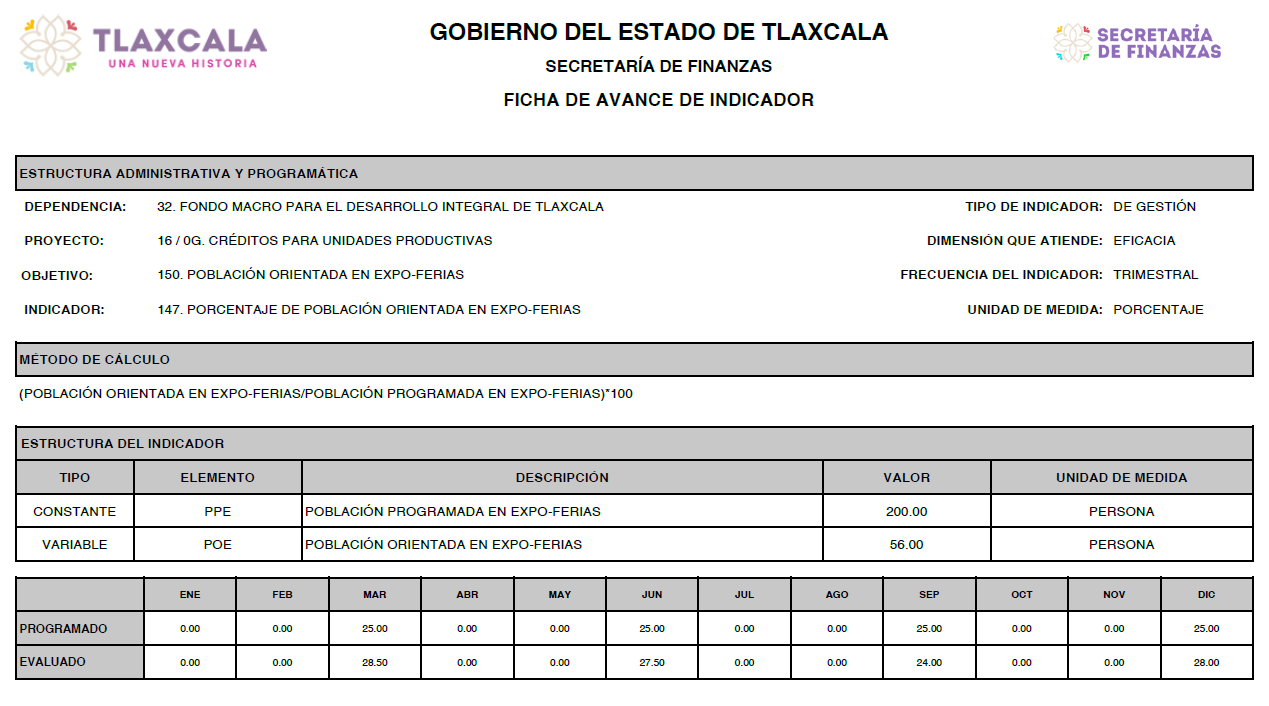 TLAXCALA
UNA NUEVA HISTORIA
GOBIERNO DEL ESTADO DE TLAXCALA
SECRETARÍA DE FINANZAS
FICHA DE AVANCE DE INDICADOR
SECRETARÍA
DE FINANZAS
ESTRUCTURA ADMINISTRATIVA Y PROGRAMÁTICA
DEPENDENCIA: 32. FONDO MACRO PARA EL DESARROLLO INTEGRAL DE TLAXCALA TIPO DE INDICADOR: DE GESTIÓN
PROYECTO: 16 / 0G. CRÉDITOS PARA UNIDADES PRODUCTIVAS DIMENSIÓN QUE ATIENDE: EFICACIA
OBJETIVO: 150. POBLACIÓN ORIENTADA EN EXPO-FERIAS FRECUENCIA DEL INDICADOR: TRIMESTRAL
INDICADOR: 147. PORCENTAJE DE POBLACIÓN ORIENTADA EN EXPO-FERIAS UNIDAD DE MEDIDA: PORCENTAJE
MÉTODO DE CÁLCULO
(POBLACIÓN ORIENTADA EN EXPO-FERIAS/POBLACIÓN PROGRAMADA EN EXPO-FERIAS)*100
ESTRUCTURA DEL INDICADOR
TIPO ELEMENTO DESCRIPCIÓN VALOR UNIDAD DE MEDIDA
CONSTANTE PPE POBLACIÓN PROGRAMADA EN EXPO-FERIAS 200.00 PERSONA
VARIABLE POE POBLACIÓN ORIENTADA EN EXPO-FERIAS 56.00 PERSONA
ENE FEB MAR ABR MAY JUN JUL AGO SEP OCT NOV DIC
PROGRAMADO 0.00 0.00 25.00 0.00 0.00 25.00 0.00 0.00 25.00 0.00 0.00 25.00
EVALUADO 0.00 0.00 28.50 0.00 0.00 27.50 0.00 0.00 24.00 0.00 0.00 28.00